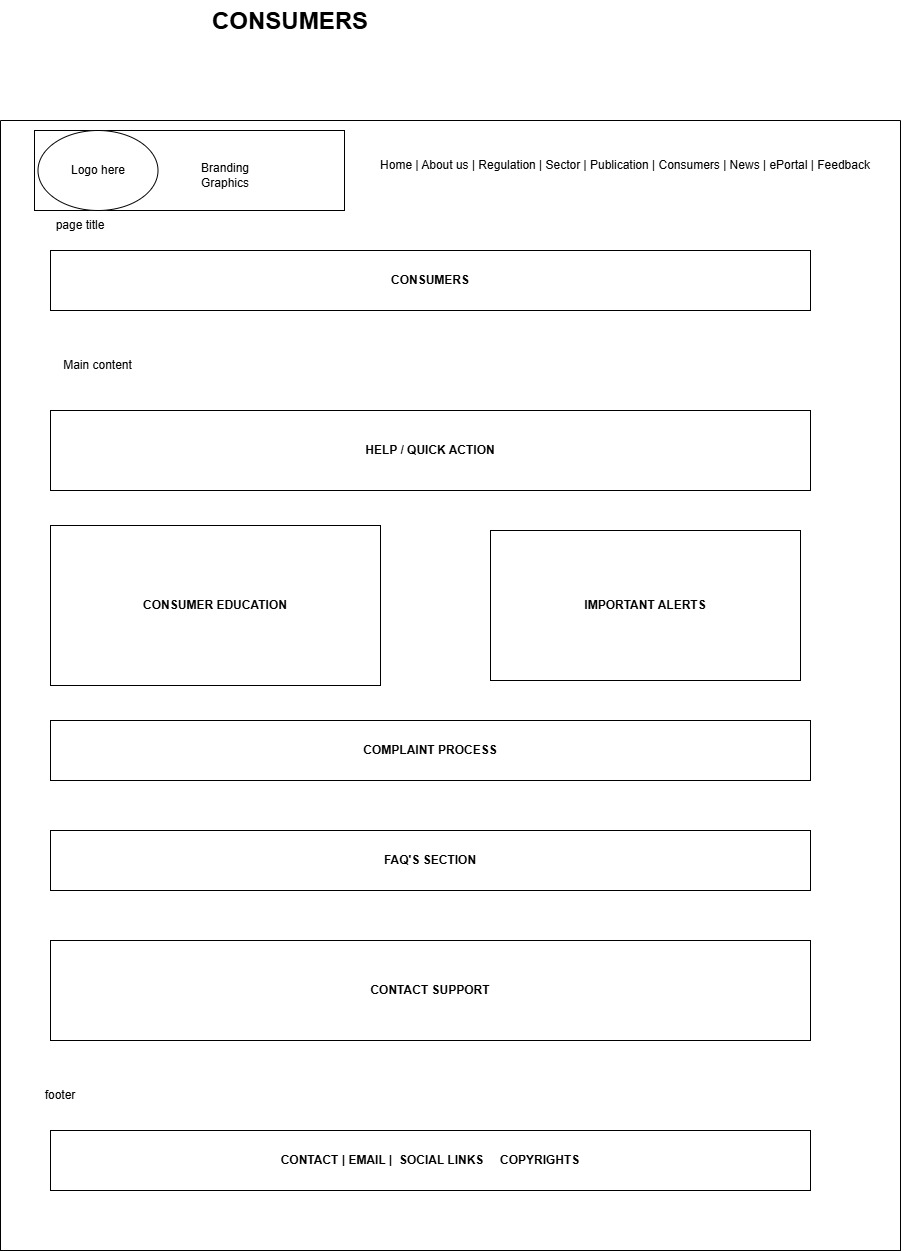 CONSUMERS
Logo here
Branding
Graphics
Home | About us | Regulation | Sector | Publication | Consumers | News | ePortal | Feedback
page title
CONSUMERS
Main content
HELP / QUICK ACTION
CONSUMER EDUCATION
IMPORTANT ALERTS
COMPLAINT PROCESS
FAQ'S SECTION
CONTACT SUPPORT
footer
CONTACT | EMAIL | SOCIAL LINKS COPYRIGHTS